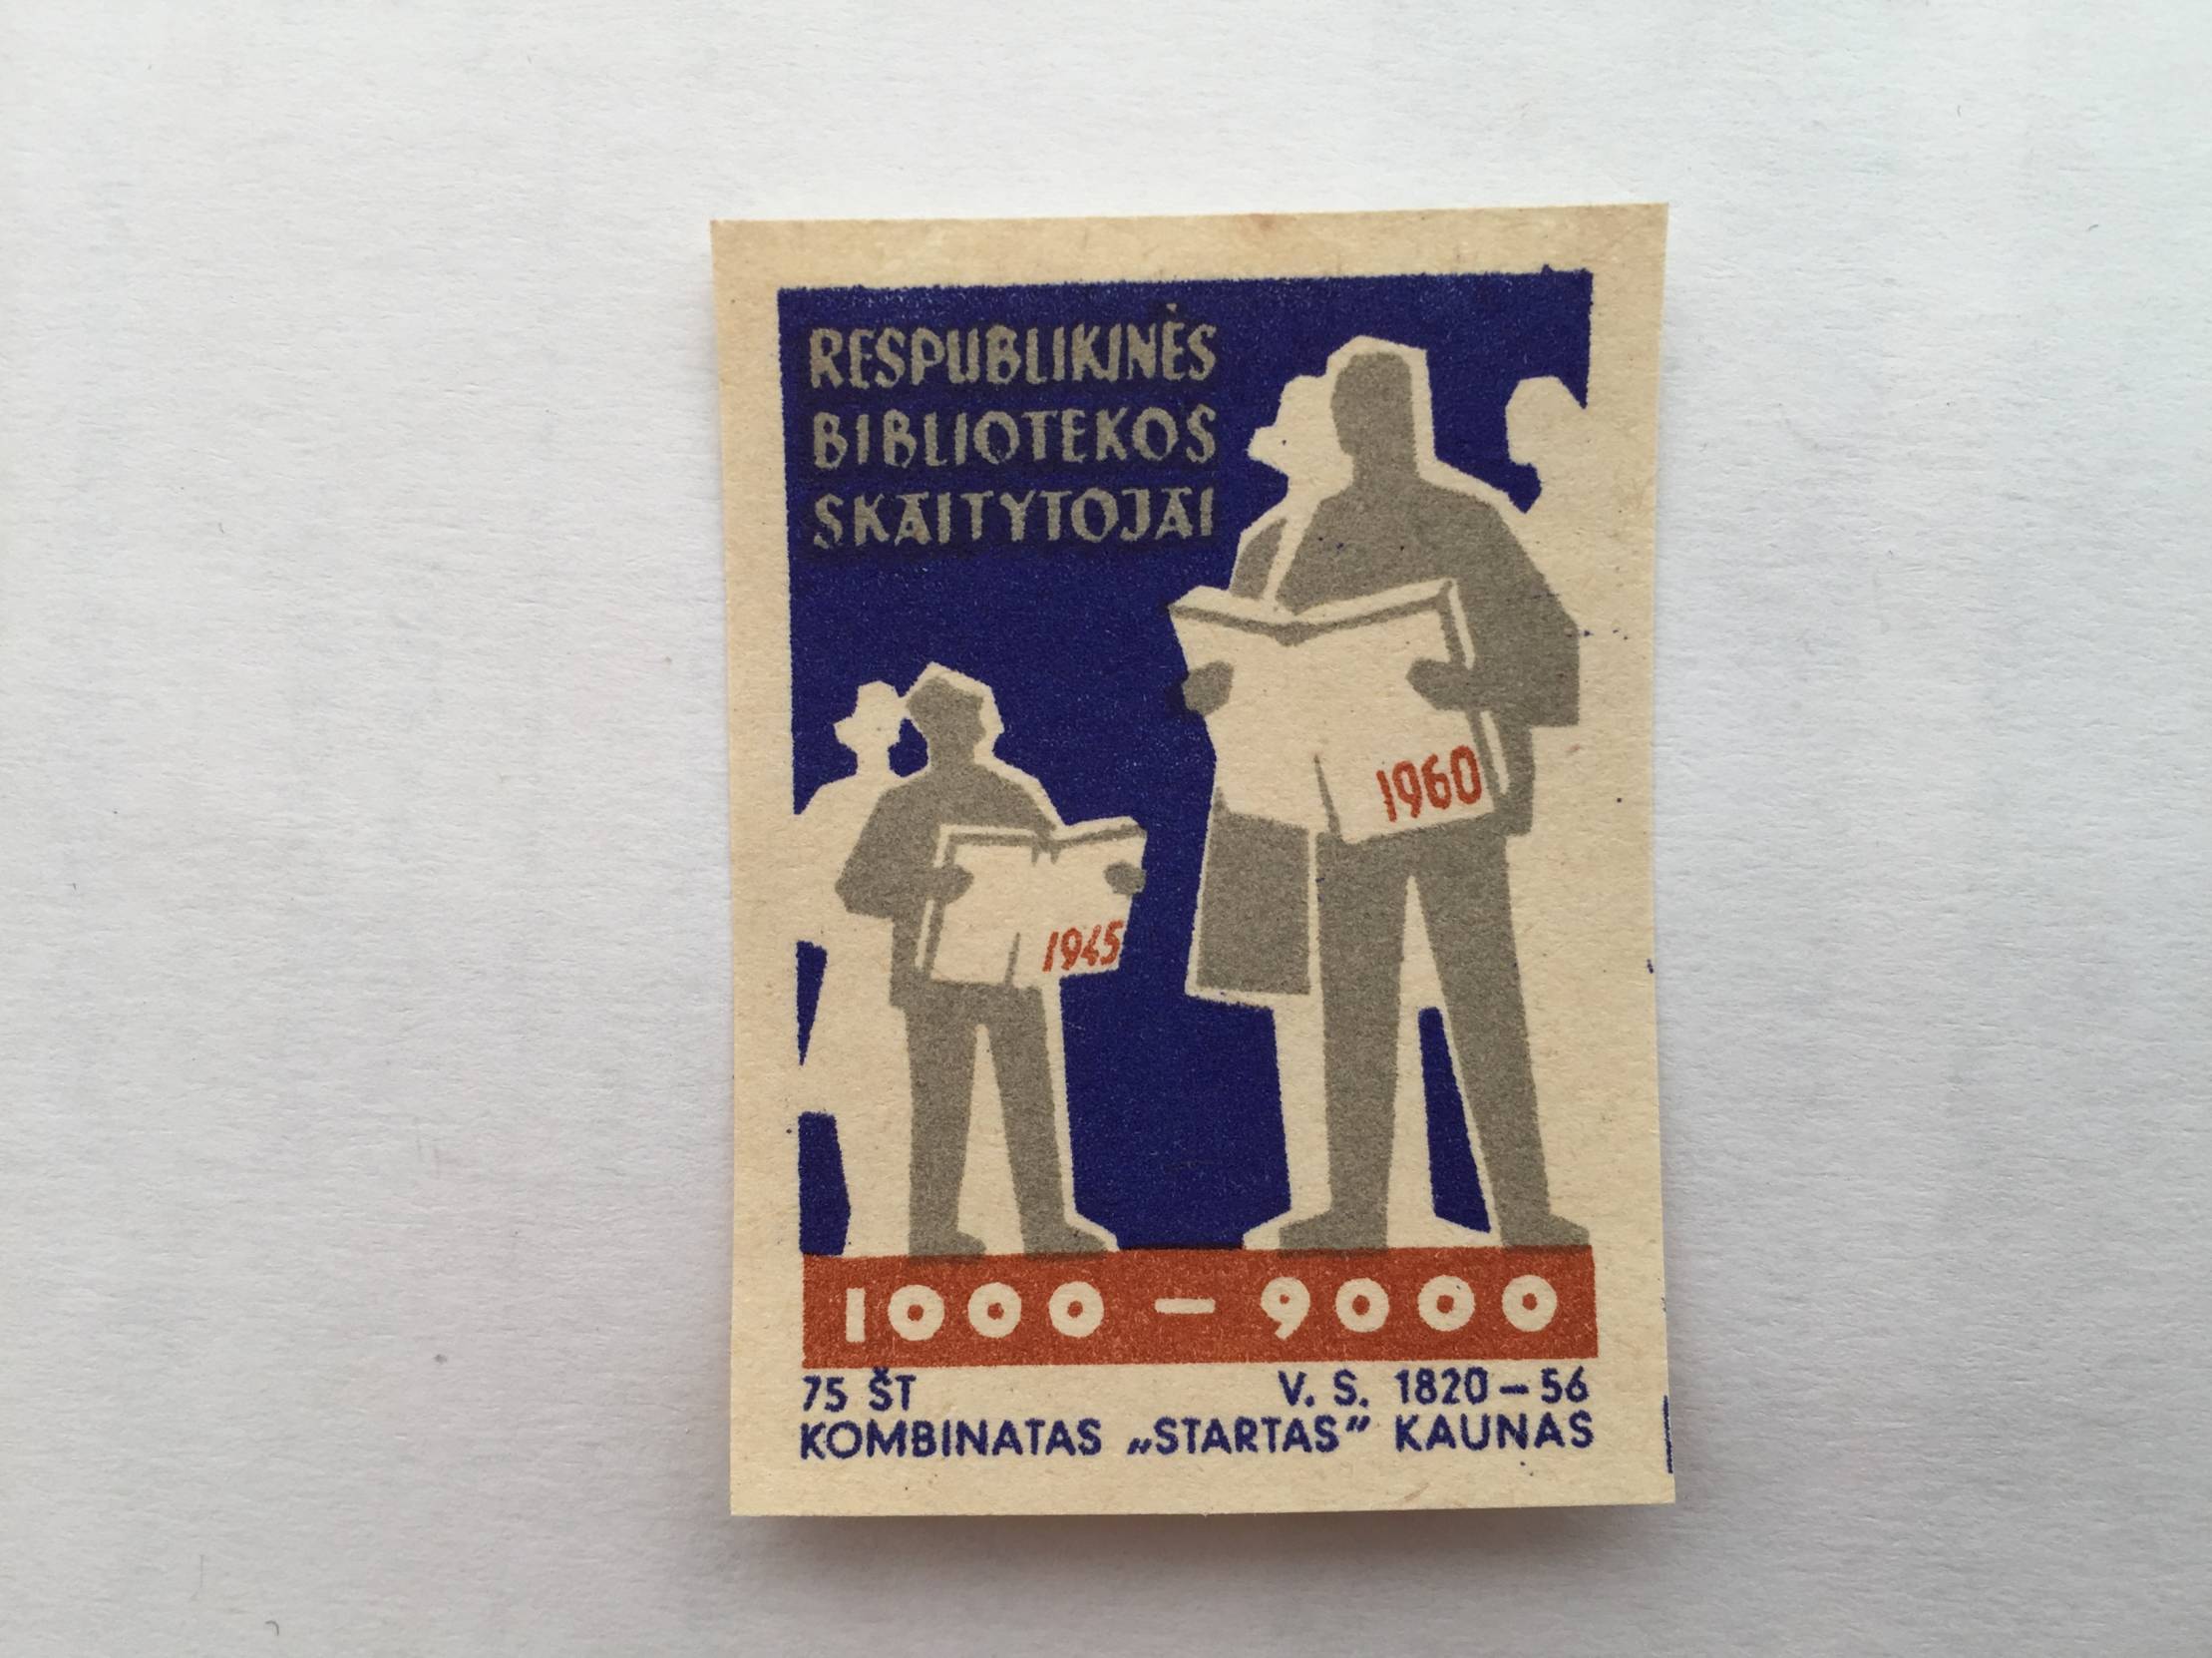 RESPUBLIKINĖS
BIBLIOTEKOS
SKAITYTOJAI
1960
1945
1000 – 9000
75 ŠT V. S. 1820 – 56
KOMBINATAS „STARTAS” KAUNAS